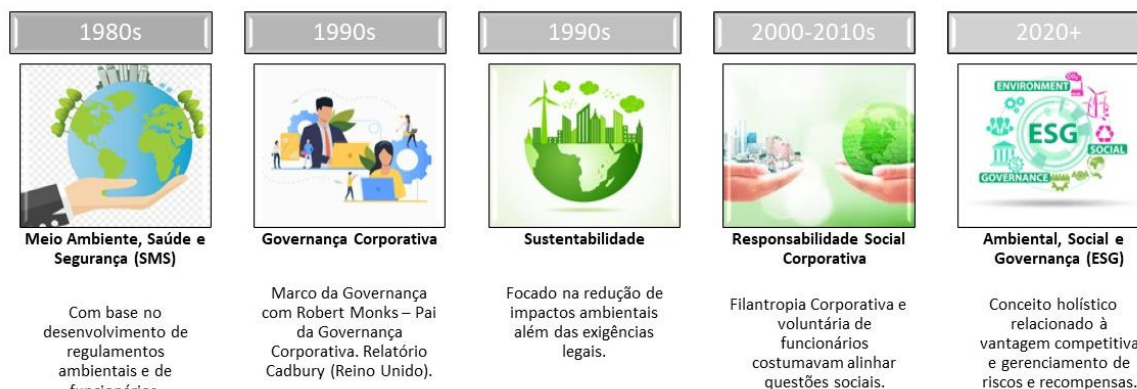 1980s
Meio Ambiente, Saúde e
Segurança (SMS)
Com base no
desenvolvimento de
regulamentos
ambientais e de
funcionários
1990s
Governança Corporativa
Marco da Governança
com Robert Monks – Pai
da Governança
Corporativa. Relatório
Cadbury (Reino Unido).
1990s
Sustentabilidade
Focado na redução de
impactos ambientais
além das exigências
legais.
2000-2010s
Responsabilidade Social
Corporativa
Filantropia Corporativa e
voluntária de
funcionários
costumavam alinhar
questões sociais.
2020+
ENVIRONMENT
CO₂
ESG
SOCIAL
GOVERNANCE
Ambiental, Social e
Governança (ESG)
Conceito holístico
relacionado à
vantagem competitiva
e gerenciamento de
riscos e recompensas.